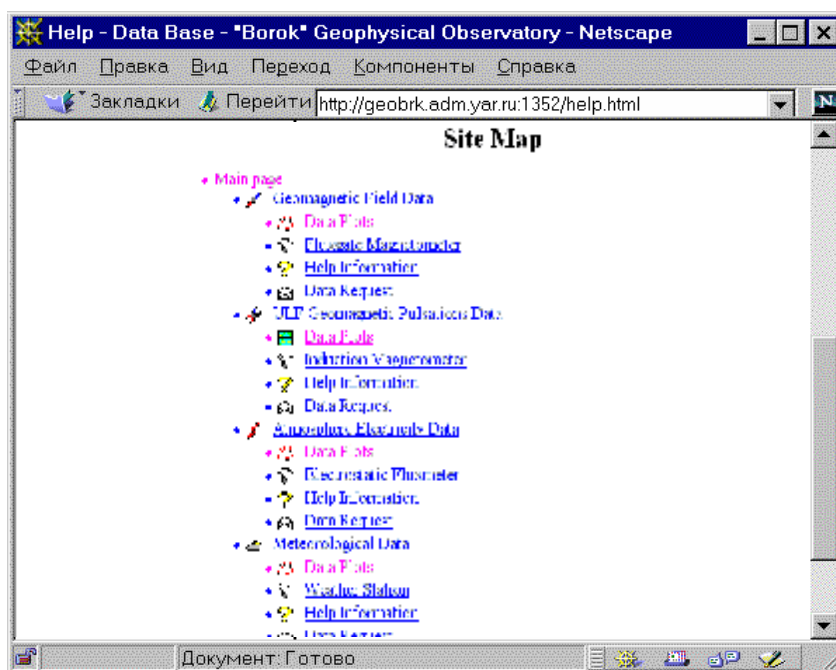 Help - Data Base - "Borok" Geophysical Observatory - Netscape
Файл Правка Вид Переход Компоненты Справка
Закладки Перейти http://geobrk.adm.yar.ru:1352/help.html N
Site Map
Main page
Geomagnetic Field Data
Data Plots
Fluxgate Magnetometer
Help Information
Data Request
ULF Geomagnetic Pulsations Data
Data Plots
Induction Magnetometer
Help Information
Data Request
Atmosphere Electricity Data
Data Plots
Electrostatic Fluxmeter
Help Information
Data Request
Meteorological Data
Data Plots
Weather Station
Help Information
Data Request
Документ: Готово